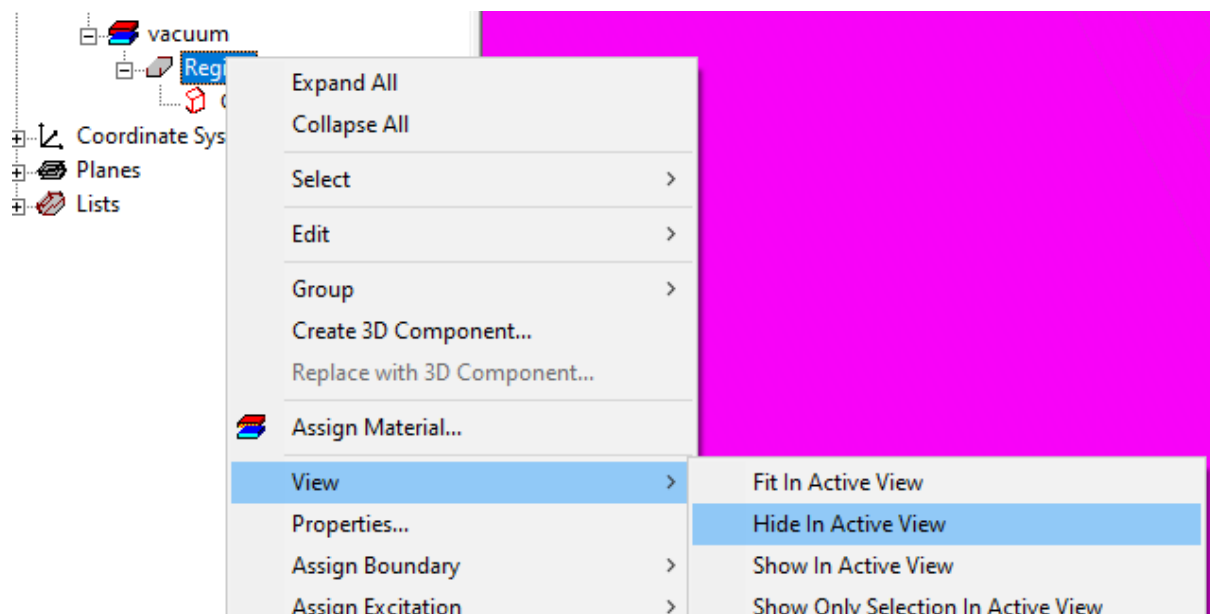 vacuum
Regi
Coordinate Sys
Planes
Lists
Expand All
Collapse All
Select
Edit
Group
Create 3D Component...
Replace with 3D Component...
Assign Material...
View
Properties...
Assign Boundary
Assign Excitation
Fit In Active View
Hide In Active View
Show In Active View
Show Only Selection In Active View